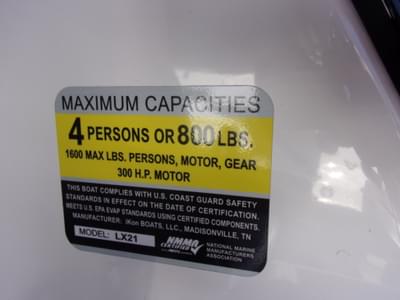 MAXIMUM CAPACITIES
4 PERSONS OR 800 LBS.
1600 MAX LBS. PERSONS, MOTOR, GEAR
300 H.P. MOTOR
THIS BOAT COMPLIES WITH U.S. COAST GUARD SAFETY
STANDARDS IN EFFECT ON THE DATE OF CERTIFICATION.
MEETS U.S. EPA EVAP STANDARDS USING CERTIFIED COMPONENTS.
MANUFACTURER: iKon BOATS, LLC., MADISONVILLE, TN
MODEL: LX21
NMMA
CERTIFIED
NATIONAL MARINE
MANUFACTURERS
ASSOCIATION